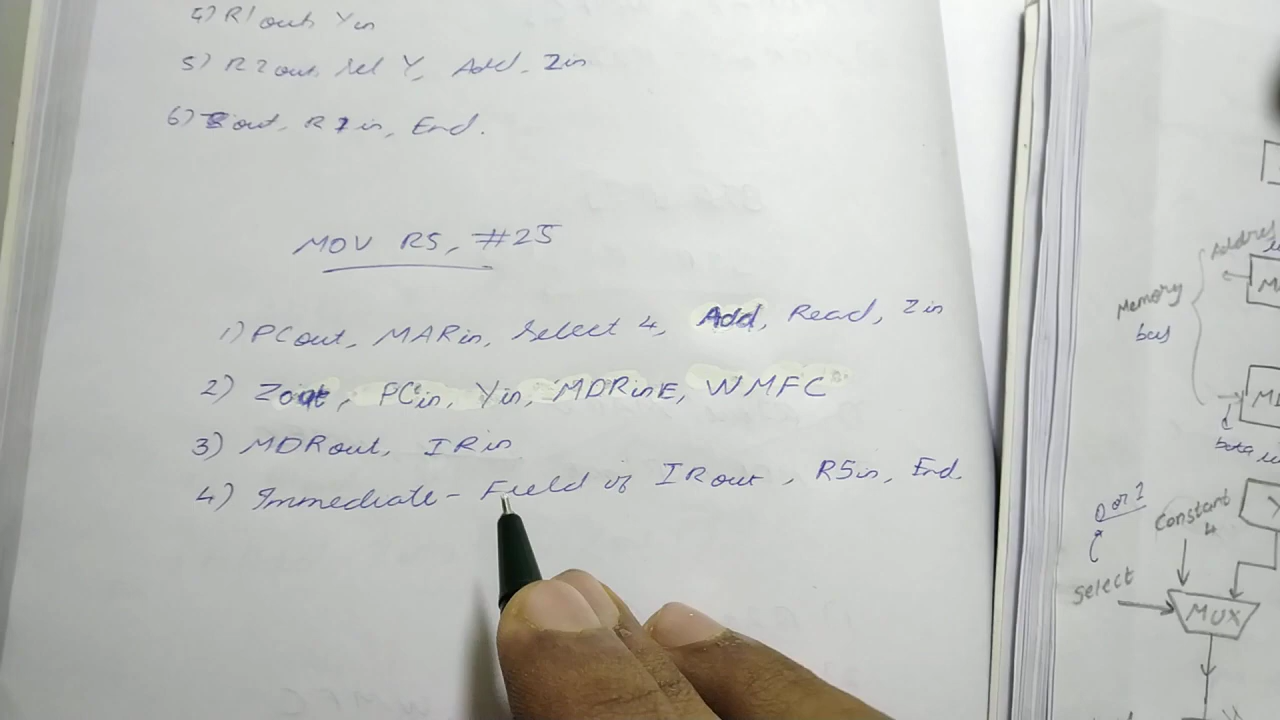 4) R1out Yin
5) R2out Sel Y, Add, Zin
6) Zout, R1in, End.
MOV R5, #25
1) PCout, MARin, Select 4, Add, Read, Zin
2) Zout, PCin, Yin, MDRinE, WMFC
3) MDRout, IRin
4) Immediate - Field of IRout, R5in, End.
Address
Memory
bus
0 or 1
Constant
4
Select
MUX